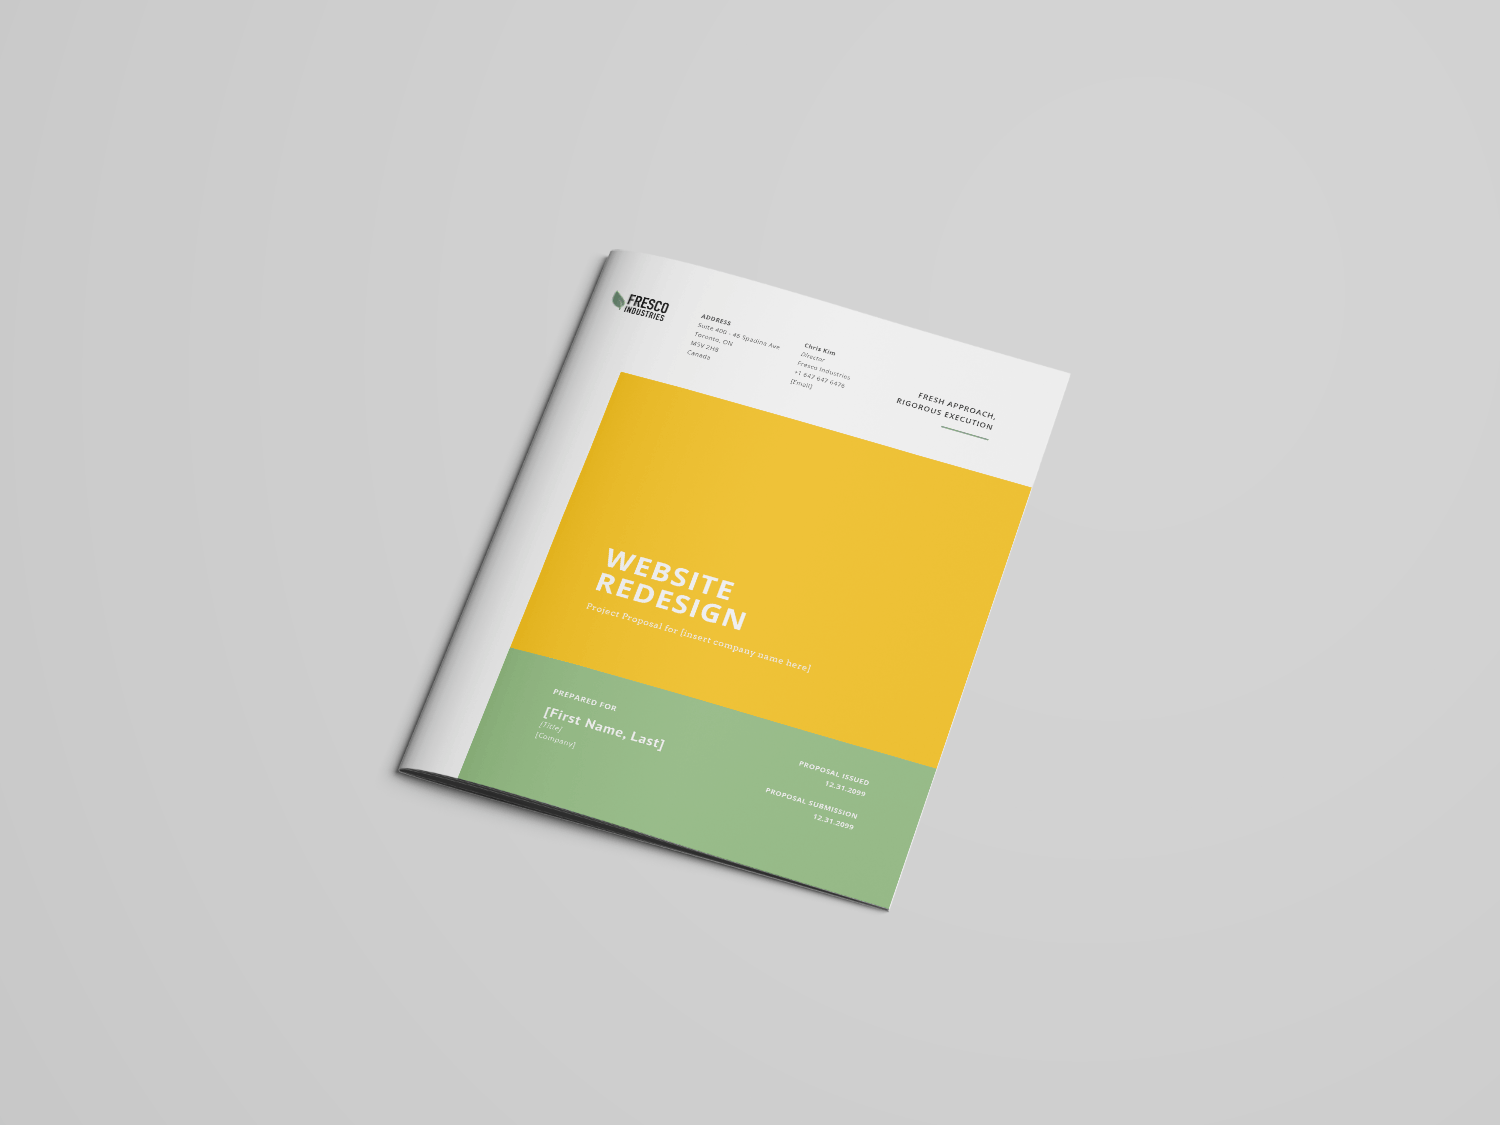 FRESCO
INDUSTRIES
ADDRESS
Suite 400 - 46 Spadina Ave
Toronto, ON
M5V 2H8
Canada
Chris Kim
Director
Fresco Industries
+1 647 647 6476
[Email]
FRESH APPROACH,
RIGOROUS EXECUTION
WEBSITE
REDESIGN
Project Proposal for [insert company name here]
PREPARED FOR
[First Name, Last]
[Title]
[Company]
PROPOSAL ISSUED
12.31.2099
PROPOSAL SUBMISSION
12.31.2099